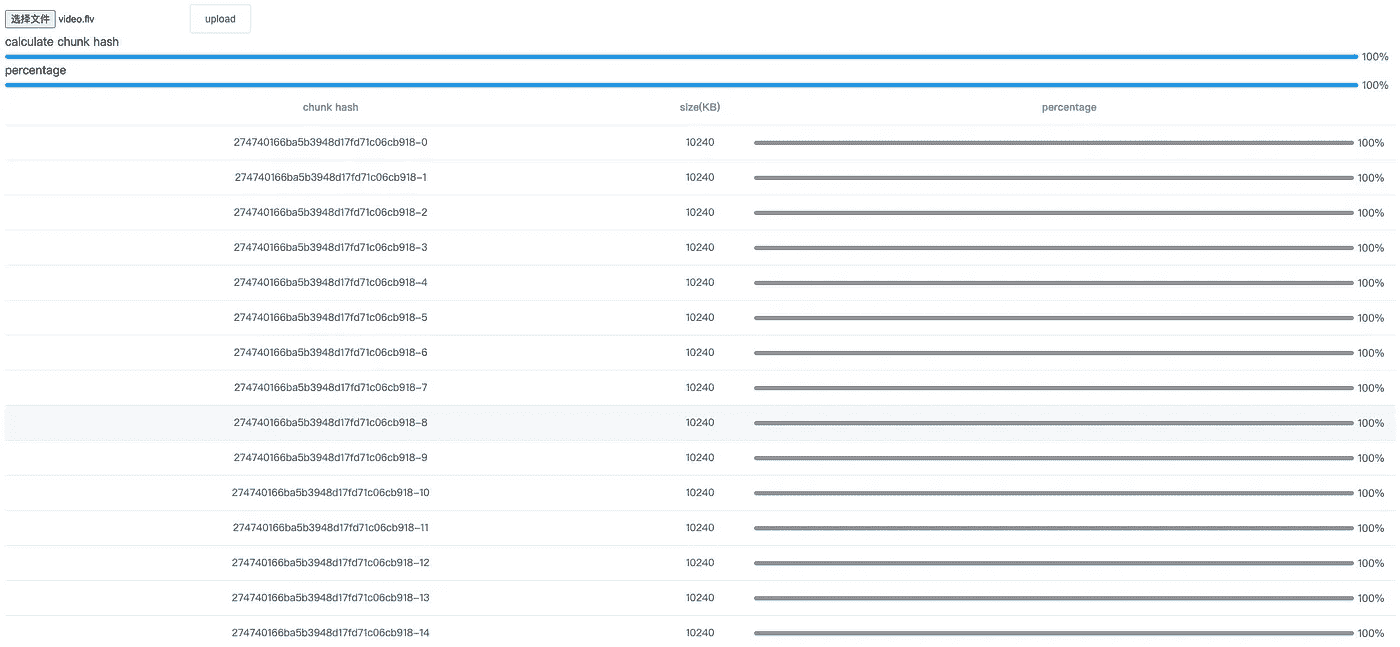 选择文件 video.flv upload
calculate chunk hash
100%
percentage
100%
chunk hash size(KB) percentage
274740166ba5b3948d17fd71c06cb918-0 10240 100%
274740166ba5b3948d17fd71c06cb918-1 10240 100%
274740166ba5b3948d17fd71c06cb918-2 10240 100%
274740166ba5b3948d17fd71c06cb918-3 10240 100%
274740166ba5b3948d17fd71c06cb918-4 10240 100%
274740166ba5b3948d17fd71c06cb918-5 10240 100%
274740166ba5b3948d17fd71c06cb918-6 10240 100%
274740166ba5b3948d17fd71c06cb918-7 10240 100%
274740166ba5b3948d17fd71c06cb918-8 10240 100%
274740166ba5b3948d17fd71c06cb918-9 10240 100%
274740166ba5b3948d17fd71c06cb918-10 10240 100%
274740166ba5b3948d17fd71c06cb918-11 10240 100%
274740166ba5b3948d17fd71c06cb918-12 10240 100%
274740166ba5b3948d17fd71c06cb918-13 10240 100%
274740166ba5b3948d17fd71c06cb918-14 10240 100%